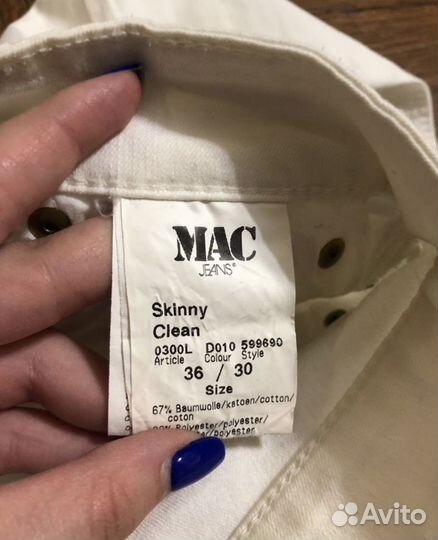 MAC
JEANS®
Skinny
Clean
0300L D010 599690
Article Colour Style
36 / 30
Size
67% Baumwolle/katoen/cotton/
coton
Polyester/polyester/
polyester
Avito